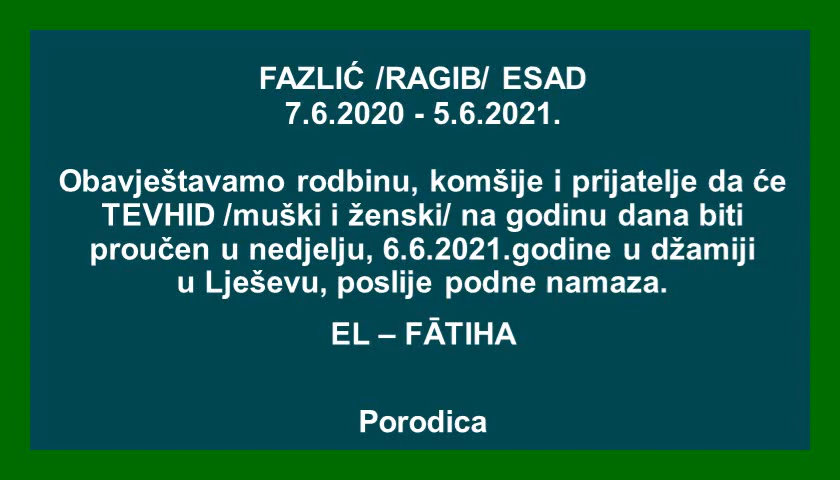 FAZLIĆ /RAGIB/ ESAD
7.6.2020 - 5.6.2021.
Obavještavamo rodbinu, komšije i prijatelje da će
TEVHID /muški i ženski/ na godinu dana biti
proučen u nedjelju, 6.6.2021.godine u džamiji
u Lješevu, poslije podne namaza.
EL – FĀTIHA
Porodica